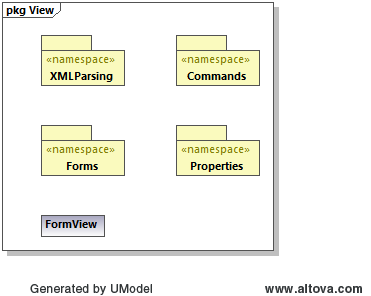 pkg View
«namespace» «namespace»
XMLParsing Commands
«namespace» «namespace»
Forms Properties
FormView
Generated by UModel www.altova.com